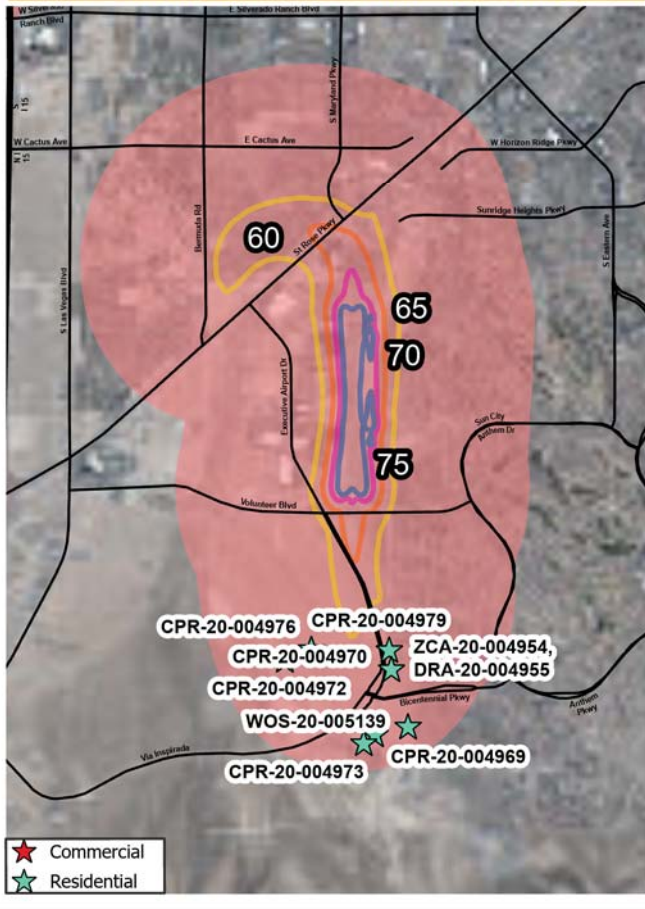 W Silverado
Ranch Blvd
E Silverado Ranch Blvd
S Maryland Pkwy
S I 15
N I 15
W Cactus Ave
E Cactus Ave
W Horizon Ridge Pkwy
Bermuda Rd
60
St Rose Pkwy
Sunridge Heights Pkwy
S Eastern Ave
S Las Vegas Blvd
65
70
Executive Airport Dr
75
Sun City
Anthem Dr
Volunteer Blvd
CPR-20-004976
CPR-20-004979
CPR-20-004970
ZCA-20-004954,
DRA-20-004955
CPR-20-004972
Bicentennial Pkwy
Anthem
Pkwy
WOS-20-005139
Via Inspirada
CPR-20-004969
CPR-20-004973
Commercial
Residential